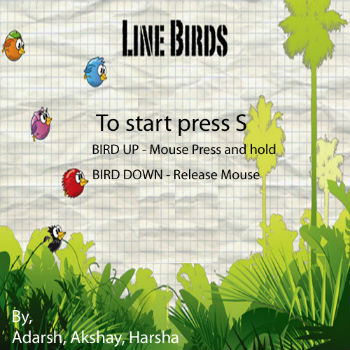 LINE BIRDS
To start press S
BIRD UP - Mouse Press and hold
BIRD DOWN - Release Mouse
By,
Adarsh, Akshay, Harsha